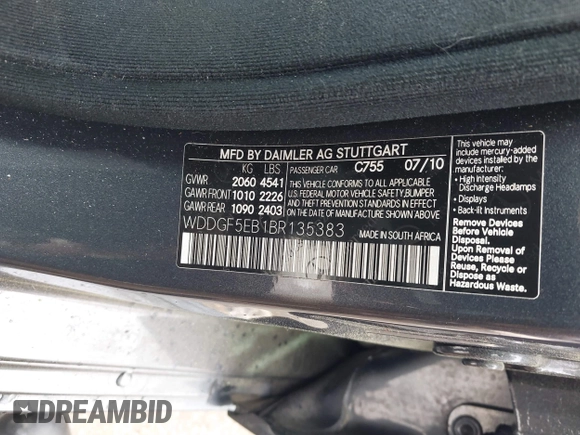 MFD BY DAIMLER AG STUTTGART
KG LBS
GVWR 2060 4541
GAWR FRONT 1010 2226
GAWR REAR 1090 2403
PASSENGER CAR C755 07/10
THIS VEHICLE CONFORMS TO ALL APPLICABLE
U.S. FEDERAL MOTOR VEHICLE SAFETY, BUMPER
AND THEFT PREVENTION STANDARDS IN EFFECT
ON THE DATE OF MANUFACTURE SHOWN ABOVE
WDDGF5EB1BR135383
MADE IN SOUTH AFRICA
This vehicle may
include mercury-added
devices installed by the
manufacturer:
• High Intensity
Discharge Headlamps
• Displays
• Back-lit Instruments
Remove Devices
Before Vehicle
Disposal.
Upon Removal of
Devices Please
Reuse, Recycle or
Dispose as
Hazardous Waste.
DREAMBID